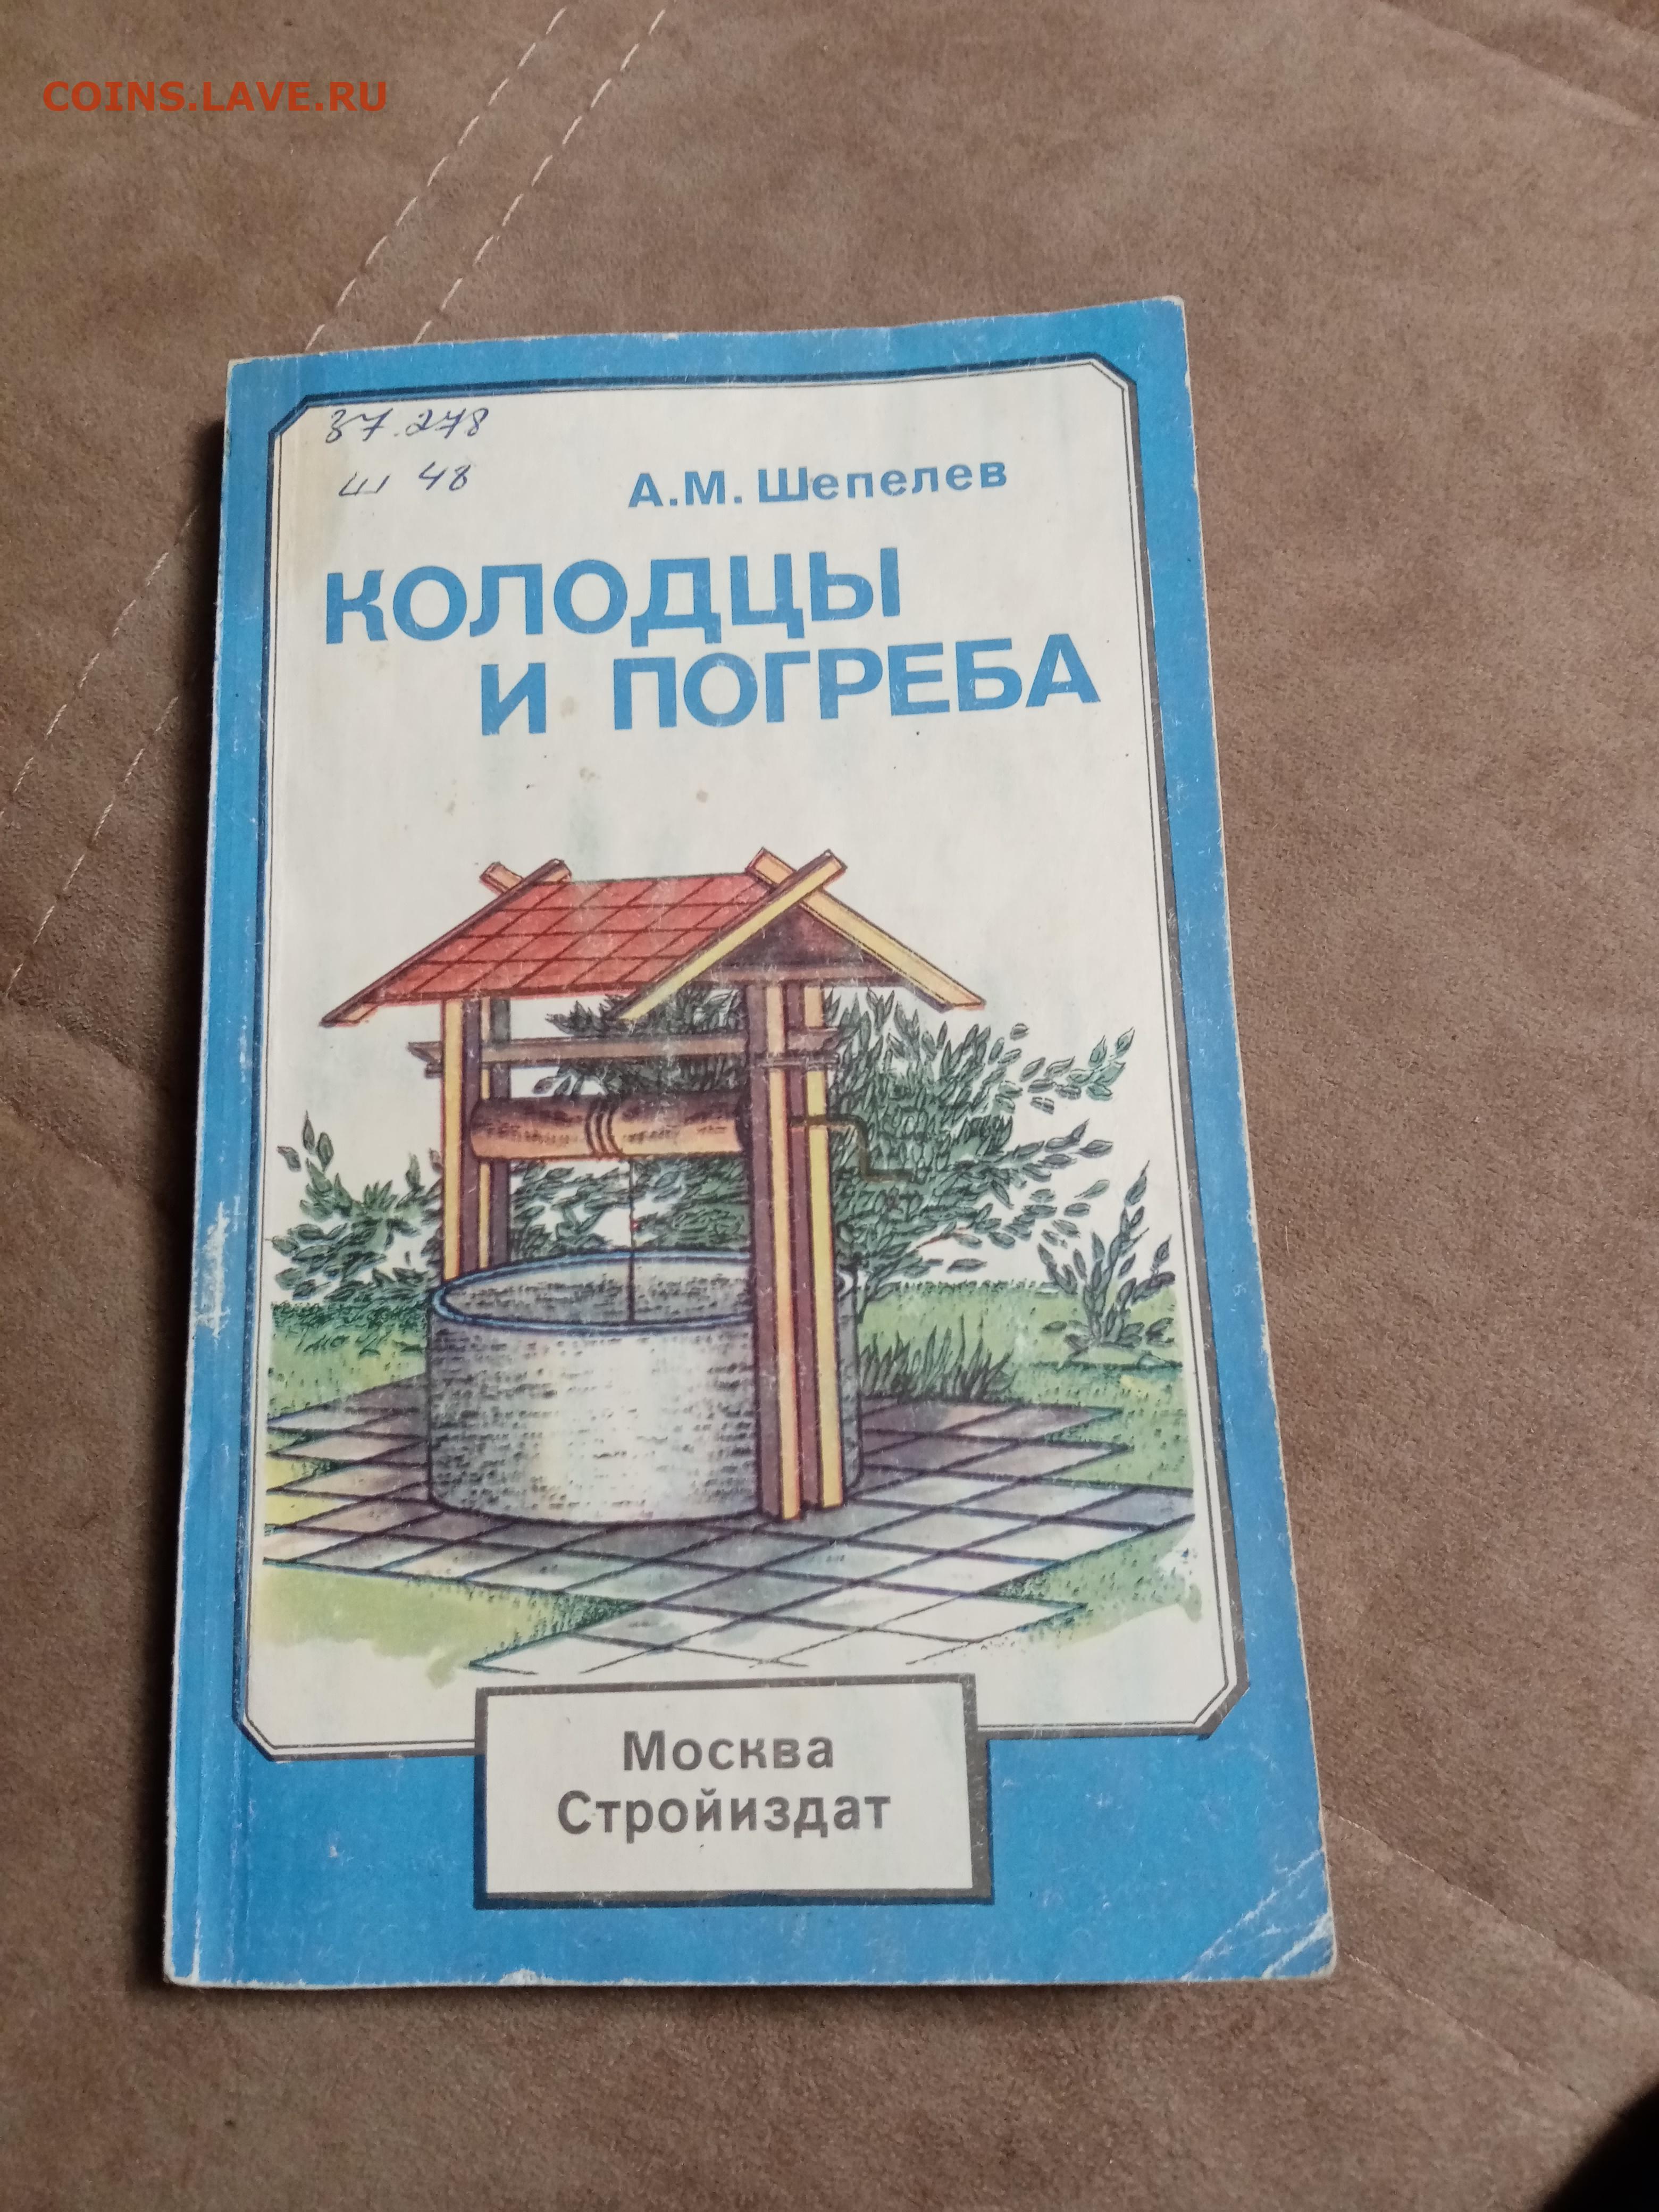 COINS.LAVE.RU
37.278
Ш 48
А.М. Шепелев
КОЛОДЦЫ
И ПОГРЕБА
Москва
Стройиздат